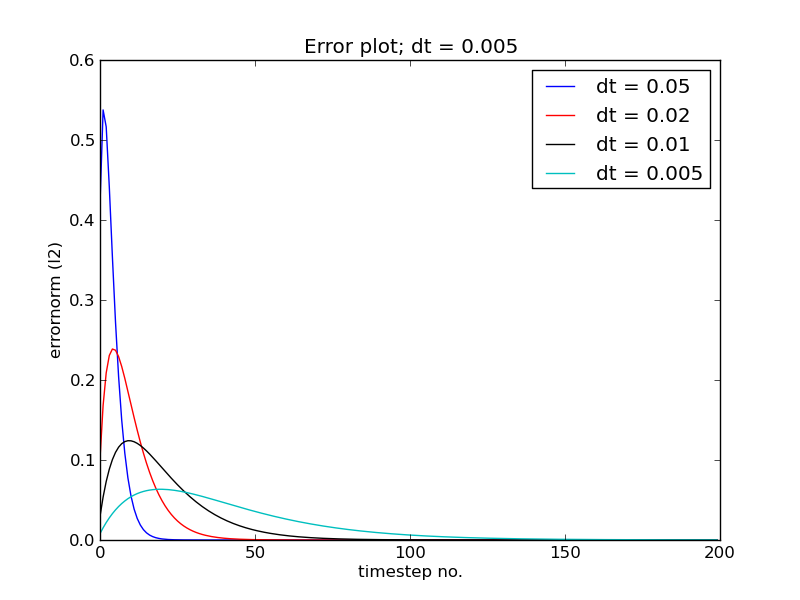 Error plot; dt = 0.005
dt = 0.05
dt = 0.02
dt = 0.01
dt = 0.005
0.6
0.5
0.4
0.3
0.2
0.1
0.0
errornorm (l2)
0 50 100 150 200
timestep no.